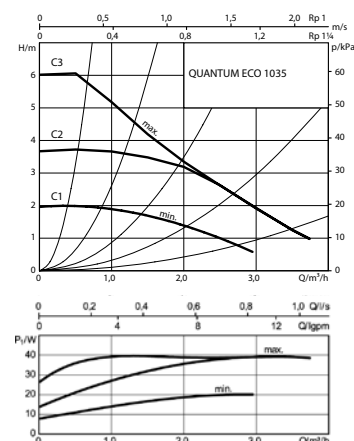 0 0,5 1,0 1,5 2,0 Rp 1
m/s
0 0,4 0,8 1,2 Rp 1¼
H/m p/kPa
C3
6 60
QUANTUM ECO 1035
5 50
max.
4 40
C2
3 30
C1
2 20
min.
1 10
0 1,0 2,0 3,0 Q/m³/h 0
0 0,2 0,4 0,6 0,8 1,0 Q/l/s
0 4 8 12 Q/Igpm
P₁/W
40 max.
30
20 min.
10
0 1,0 2,0 3,0 Q/m³/h